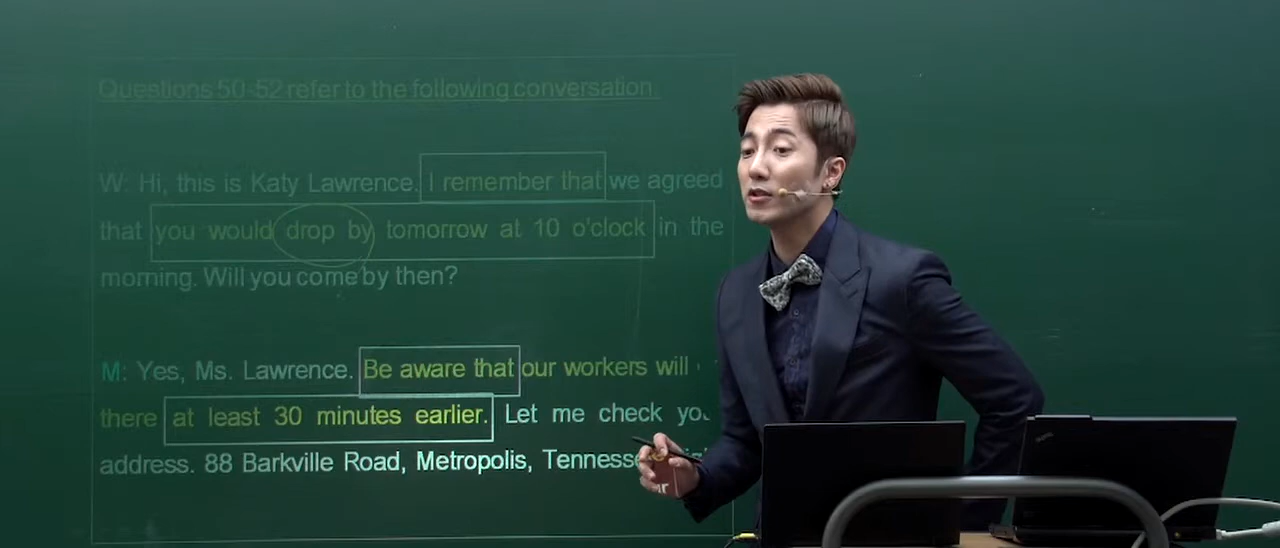 Questions 50-52 refer to the following conversation.
W: Hi, this is Katy Lawrence. I remember that we agreed
that you would drop by tomorrow at 10 o'clock in the
morning. Will you come by then?
M: Yes, Ms. Lawrence. Be aware that our workers will
there at least 30 minutes earlier. Let me check
address. 88 Barkville Road, Metropolis,